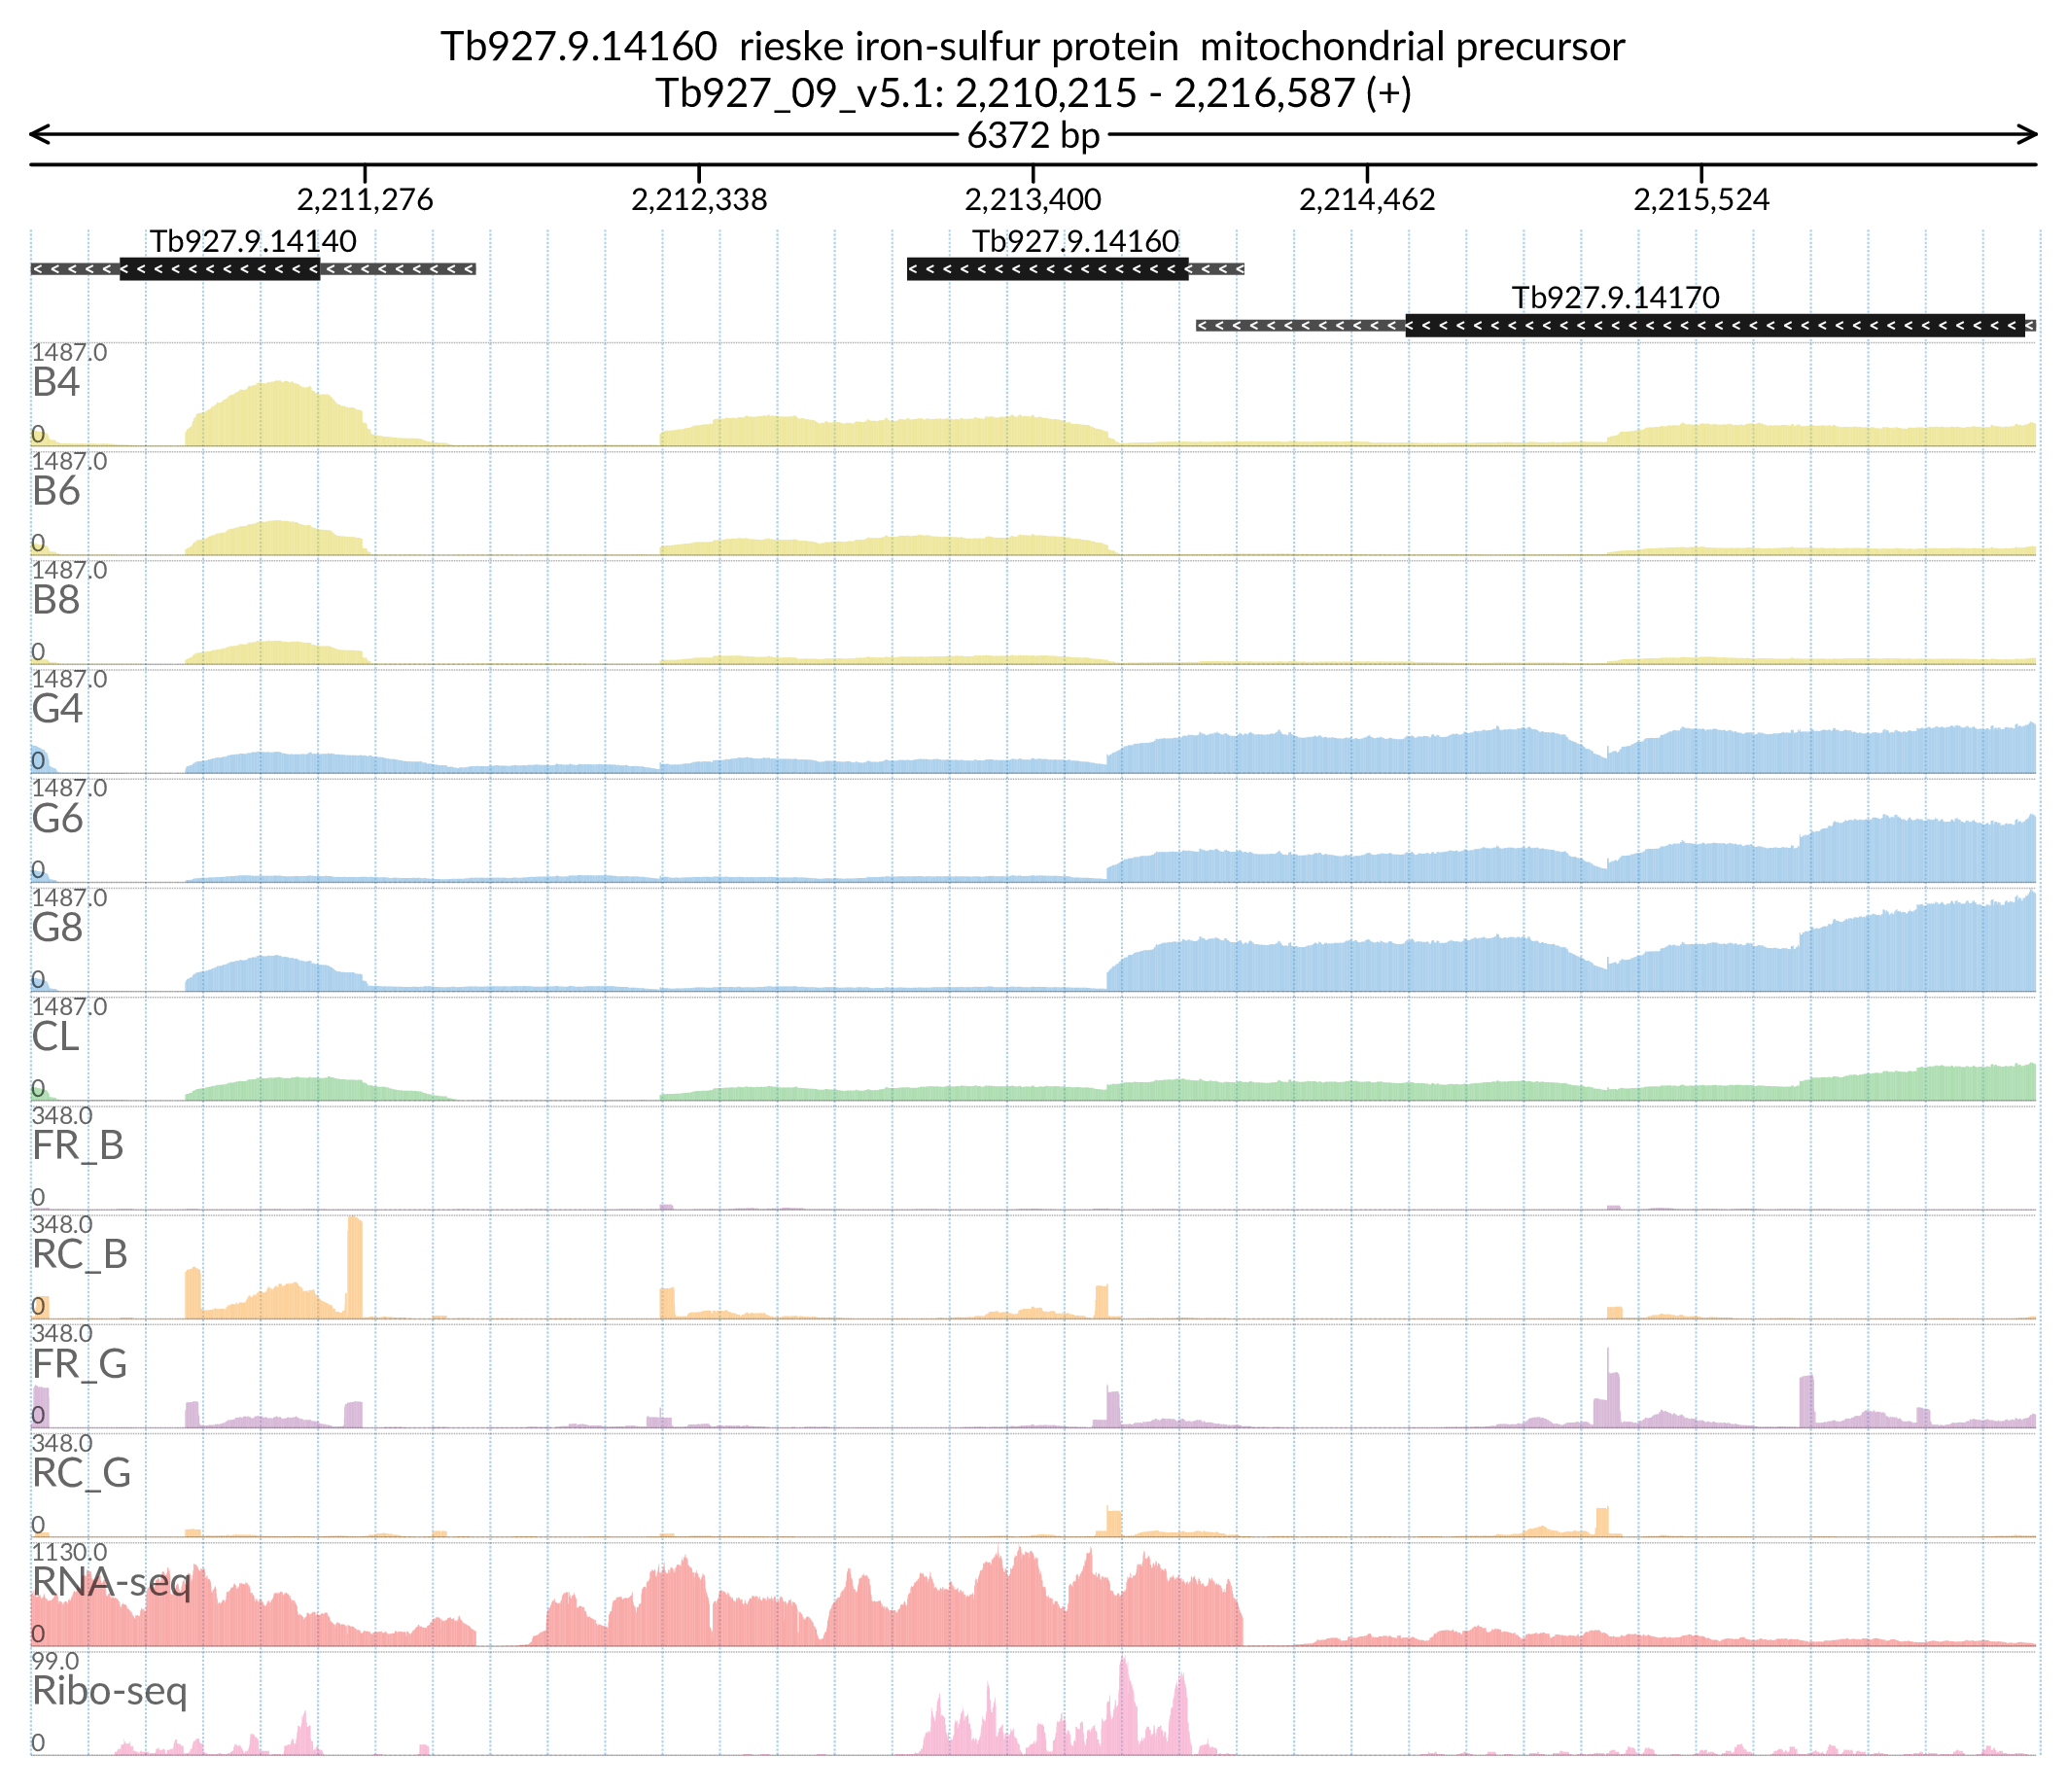 Tb927.9.14160  rieske iron-sulfur protein  mitochondrial precursor
Tb927_09_v5.1: 2,210,215 - 2,216,587 (+)
6372 bp
2,211,276 2,212,338 2,213,400 2,214,462 2,215,524
Tb927.9.14140 Tb927.9.14160
Tb927.9.14170
1487.0
B4
0
1487.0
B6
0
1487.0
B8
0
1487.0
G4
0
1487.0
G6
0
1487.0
G8
0
1487.0
CL
0
348.0
FR_B
0
348.0
RC_B
0
348.0
FR_G
0
348.0
RC_G
0
1130.0
RNA-seq
0
99.0
Ribo-seq
0